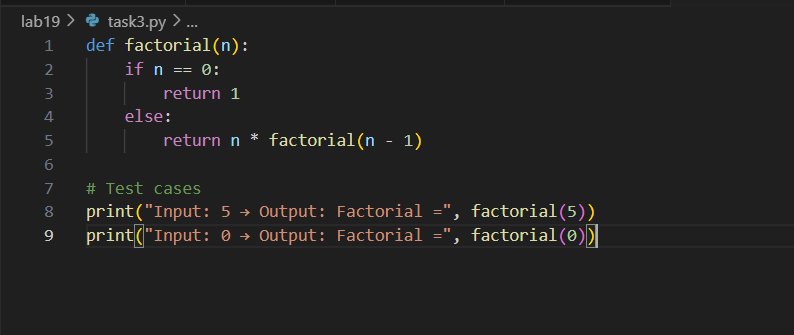 lab19 > task3.py > ...
1 def factorial(n):
2     if n == 0:
3         return 1
4     else:
5         return n * factorial(n - 1)
6
7 # Test cases
8 print("Input: 5 → Output: Factorial =", factorial(5))
9 print("Input: 0 → Output: Factorial =", factorial(0))